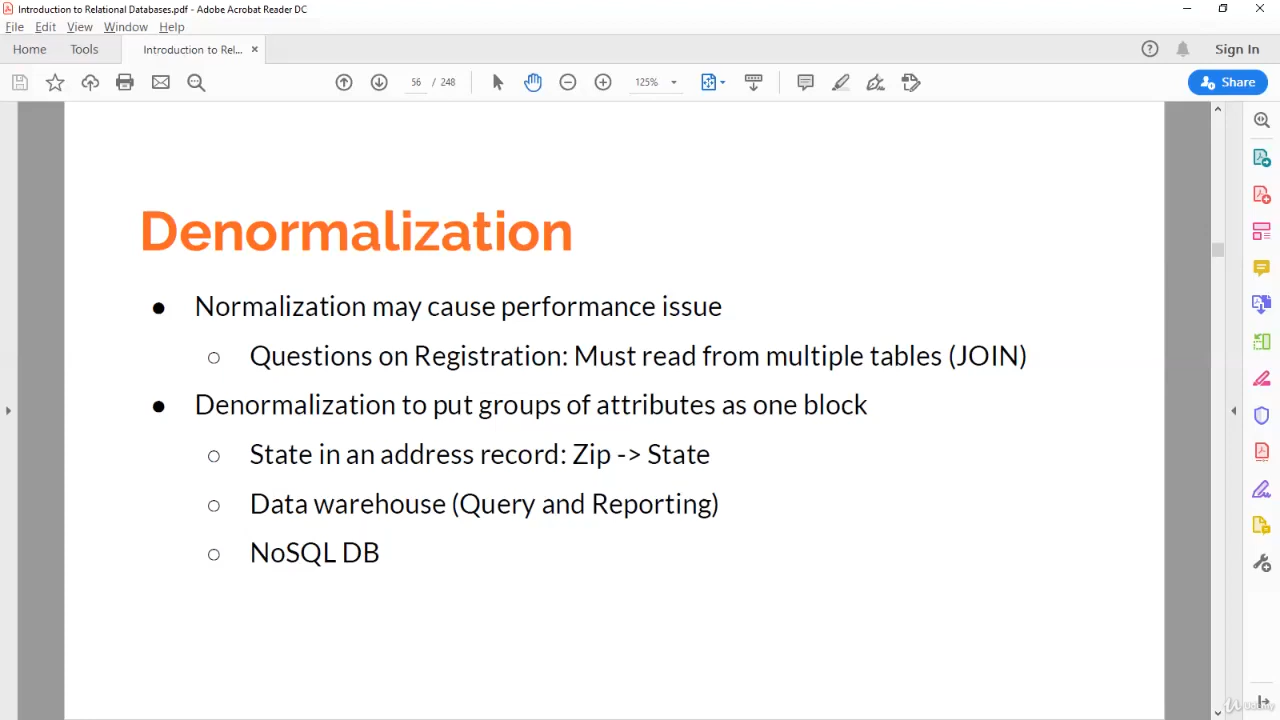 Introduction to Relational Databases.pdf - Adobe Acrobat Reader DC
File Edit View Window Help
Home Tools Introduction to Rel... × Sign In
56 / 248 125% Share
Denormalization
● Normalization may cause performance issue
○ Questions on Registration: Must read from multiple tables (JOIN)
● Denormalization to put groups of attributes as one block
○ State in an address record: Zip -> State
○ Data warehouse (Query and Reporting)
○ NoSQL DB
Udemy